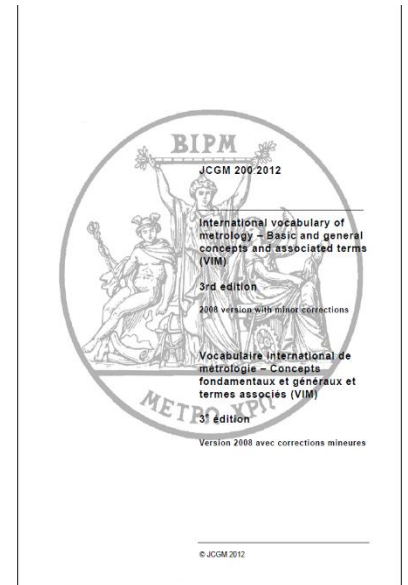 BIPM
JCGM 200:2012
International vocabulary of
metrology – Basic and general
concepts and associated terms
(VIM)
3rd edition
2008 version with minor corrections
Vocabulaire international de
métrologie – Concepts
fondamentaux et généraux et
termes associés (VIM)
3e édition
Version 2008 avec corrections mineures
ΜΕΤΡΩ ΧΡΩ
© JCGM 2012